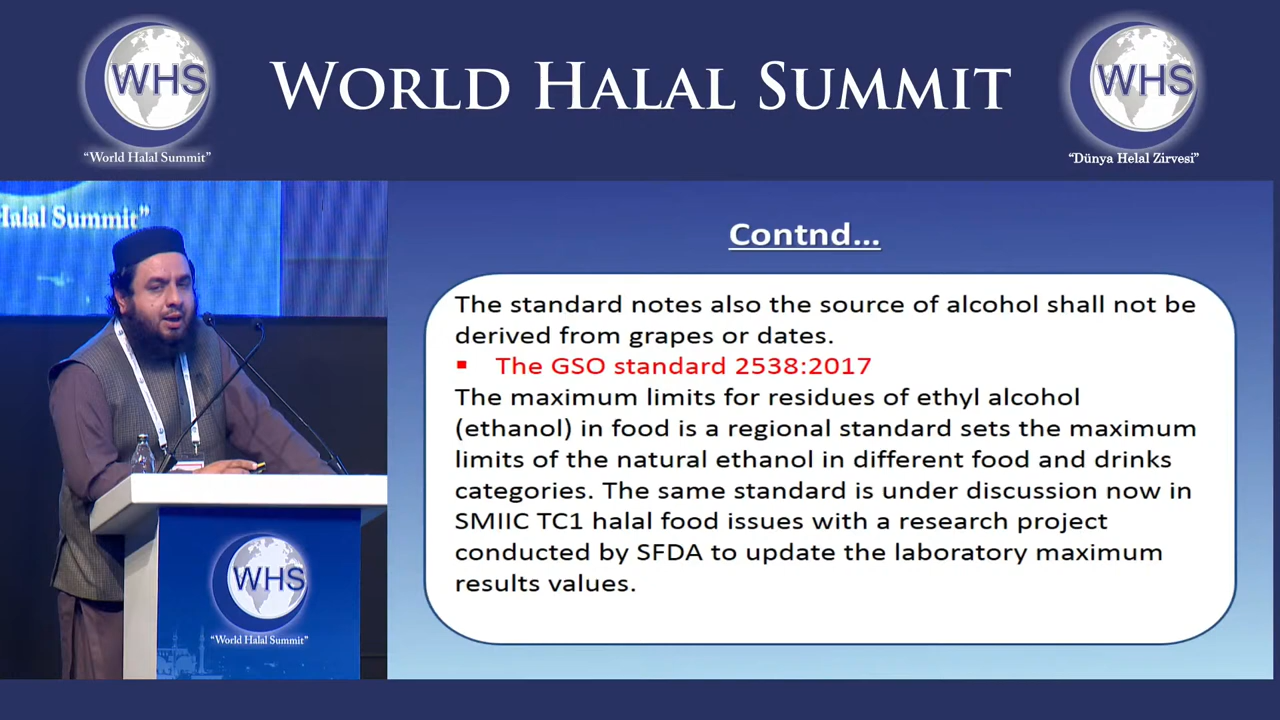 WHS
"World Halal Summit"
WORLD HALAL SUMMIT
WHS
"Dünya Helal Zirvesi"
Halal Summit"
Contnd...
The standard notes also the source of alcohol shall not be
derived from grapes or dates.
▪ The GSO standard 2538:2017
The maximum limits for residues of ethyl alcohol
(ethanol) in food is a regional standard sets the maximum
limits of the natural ethanol in different food and drinks
categories. The same standard is under discussion now in
SMIIC TC1 halal food issues with a research project
conducted by SFDA to update the laboratory maximum
results values.
WHS
"World Halal Summit"